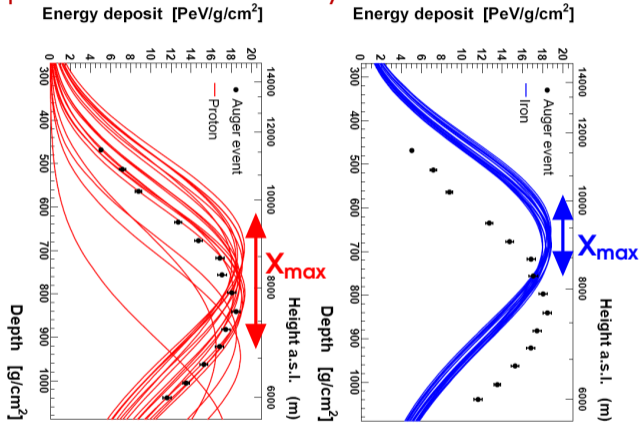 Energy deposit [PeV/g/cm²]
0 2 4 6 8 10 12 14 16 18 20
300 400 500 600 700 800 900 1000
14000 12000 10000 8000 6000
Auger event
Proton
Xmax
Height a.s.l. (m)
Depth [g/cm²]
Energy deposit [PeV/g/cm²]
0 2 4 6 8 10 12 14 16 18 20
300 400 500 600 700 800 900 1000
14000 12000 10000 8000 6000
Auger event
Iron
Xmax
Height a.s.l. (m)
Depth [g/cm²]